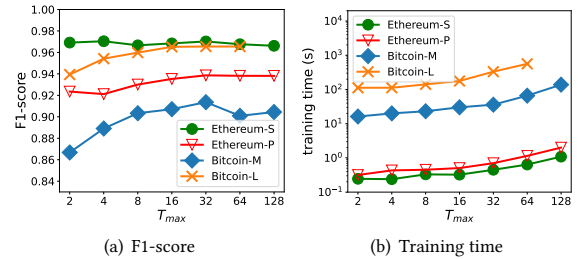 1.00
0.98
0.96
0.94
0.92
0.90
0.88
0.86
0.84
F1-score
2 4 8 16 32 64 128
T_max
Ethereum-S
Ethereum-P
Bitcoin-M
Bitcoin-L
(a) F1-score
10^4
10^3
10^2
10^1
10^0
10^−1
training time (s)
2 4 8 16 32 64 128
T_max
Ethereum-S
Ethereum-P
Bitcoin-M
Bitcoin-L
(b) Training time